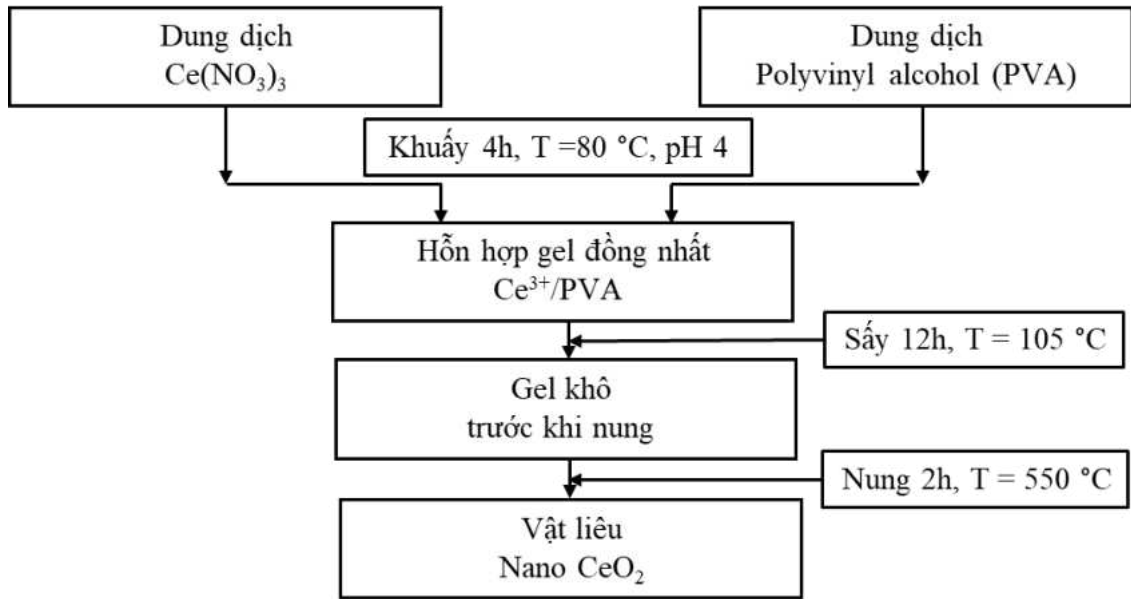 Dung dịch
Ce(NO₃)₃
Dung dịch
Polyvinyl alcohol (PVA)
Khuấy 4h, T =80 °C, pH 4
Hỗn hợp gel đồng nhất
Ce³⁺/PVA
Sấy 12h, T = 105 °C
Gel khô
trước khi nung
Nung 2h, T = 550 °C
Vật liêu
Nano CeO₂